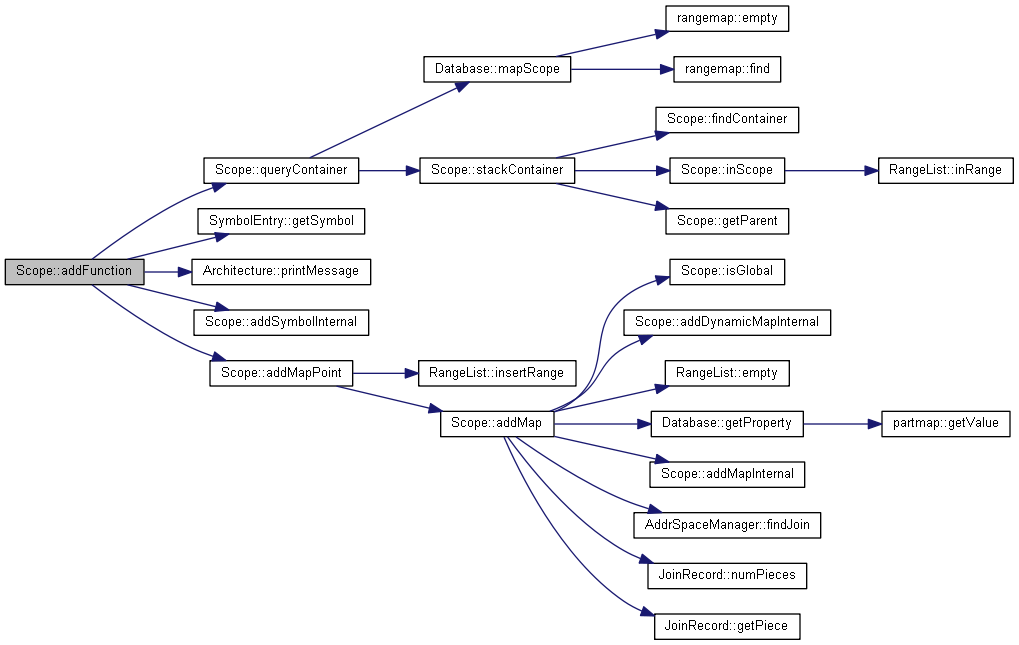 rangemap::empty
Database::mapScope
rangemap::find
Scope::findContainer
Scope::queryContainer
Scope::stackContainer
Scope::inScope
RangeList::inRange
SymbolEntry::getSymbol
Scope::getParent
Scope::addFunction
Architecture::printMessage
Scope::isGlobal
Scope::addSymbolInternal
Scope::addDynamicMapInternal
Scope::addMapPoint
RangeList::insertRange
RangeList::empty
Scope::addMap
Database::getProperty
partmap::getValue
Scope::addMapInternal
AddrSpaceManager::findJoin
JoinRecord::numPieces
JoinRecord::getPiece